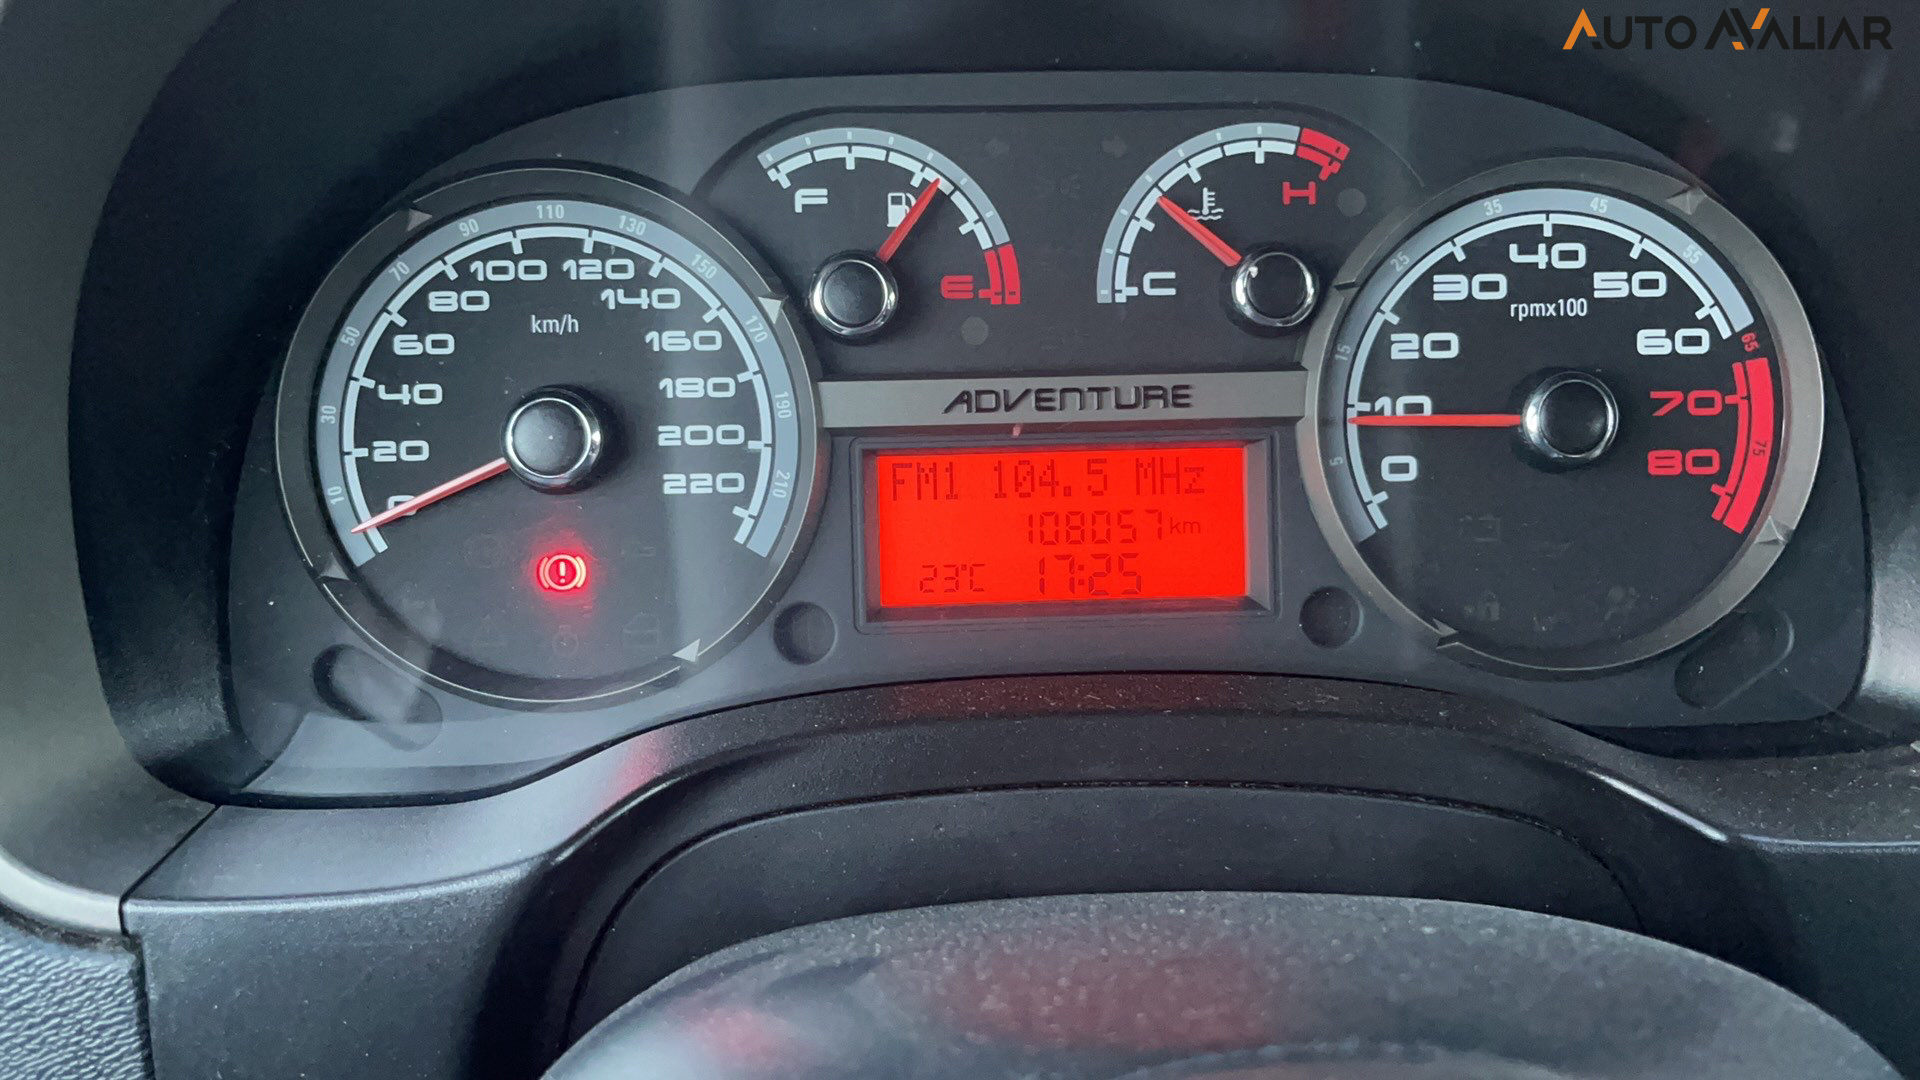 AUTO AVALIAR
10 20 30 40 50 60 70 80 90 100 110 120 130 140 150 160 170 180 190 200 210 220
0
km/h
F E
C H
ADVENTURE
FM1 104.5 MHz
108057 km
23°C 17:25
0 5 10 15 20 25 30 35 40 45 50 55 60 65 70 75 80
rpmx100